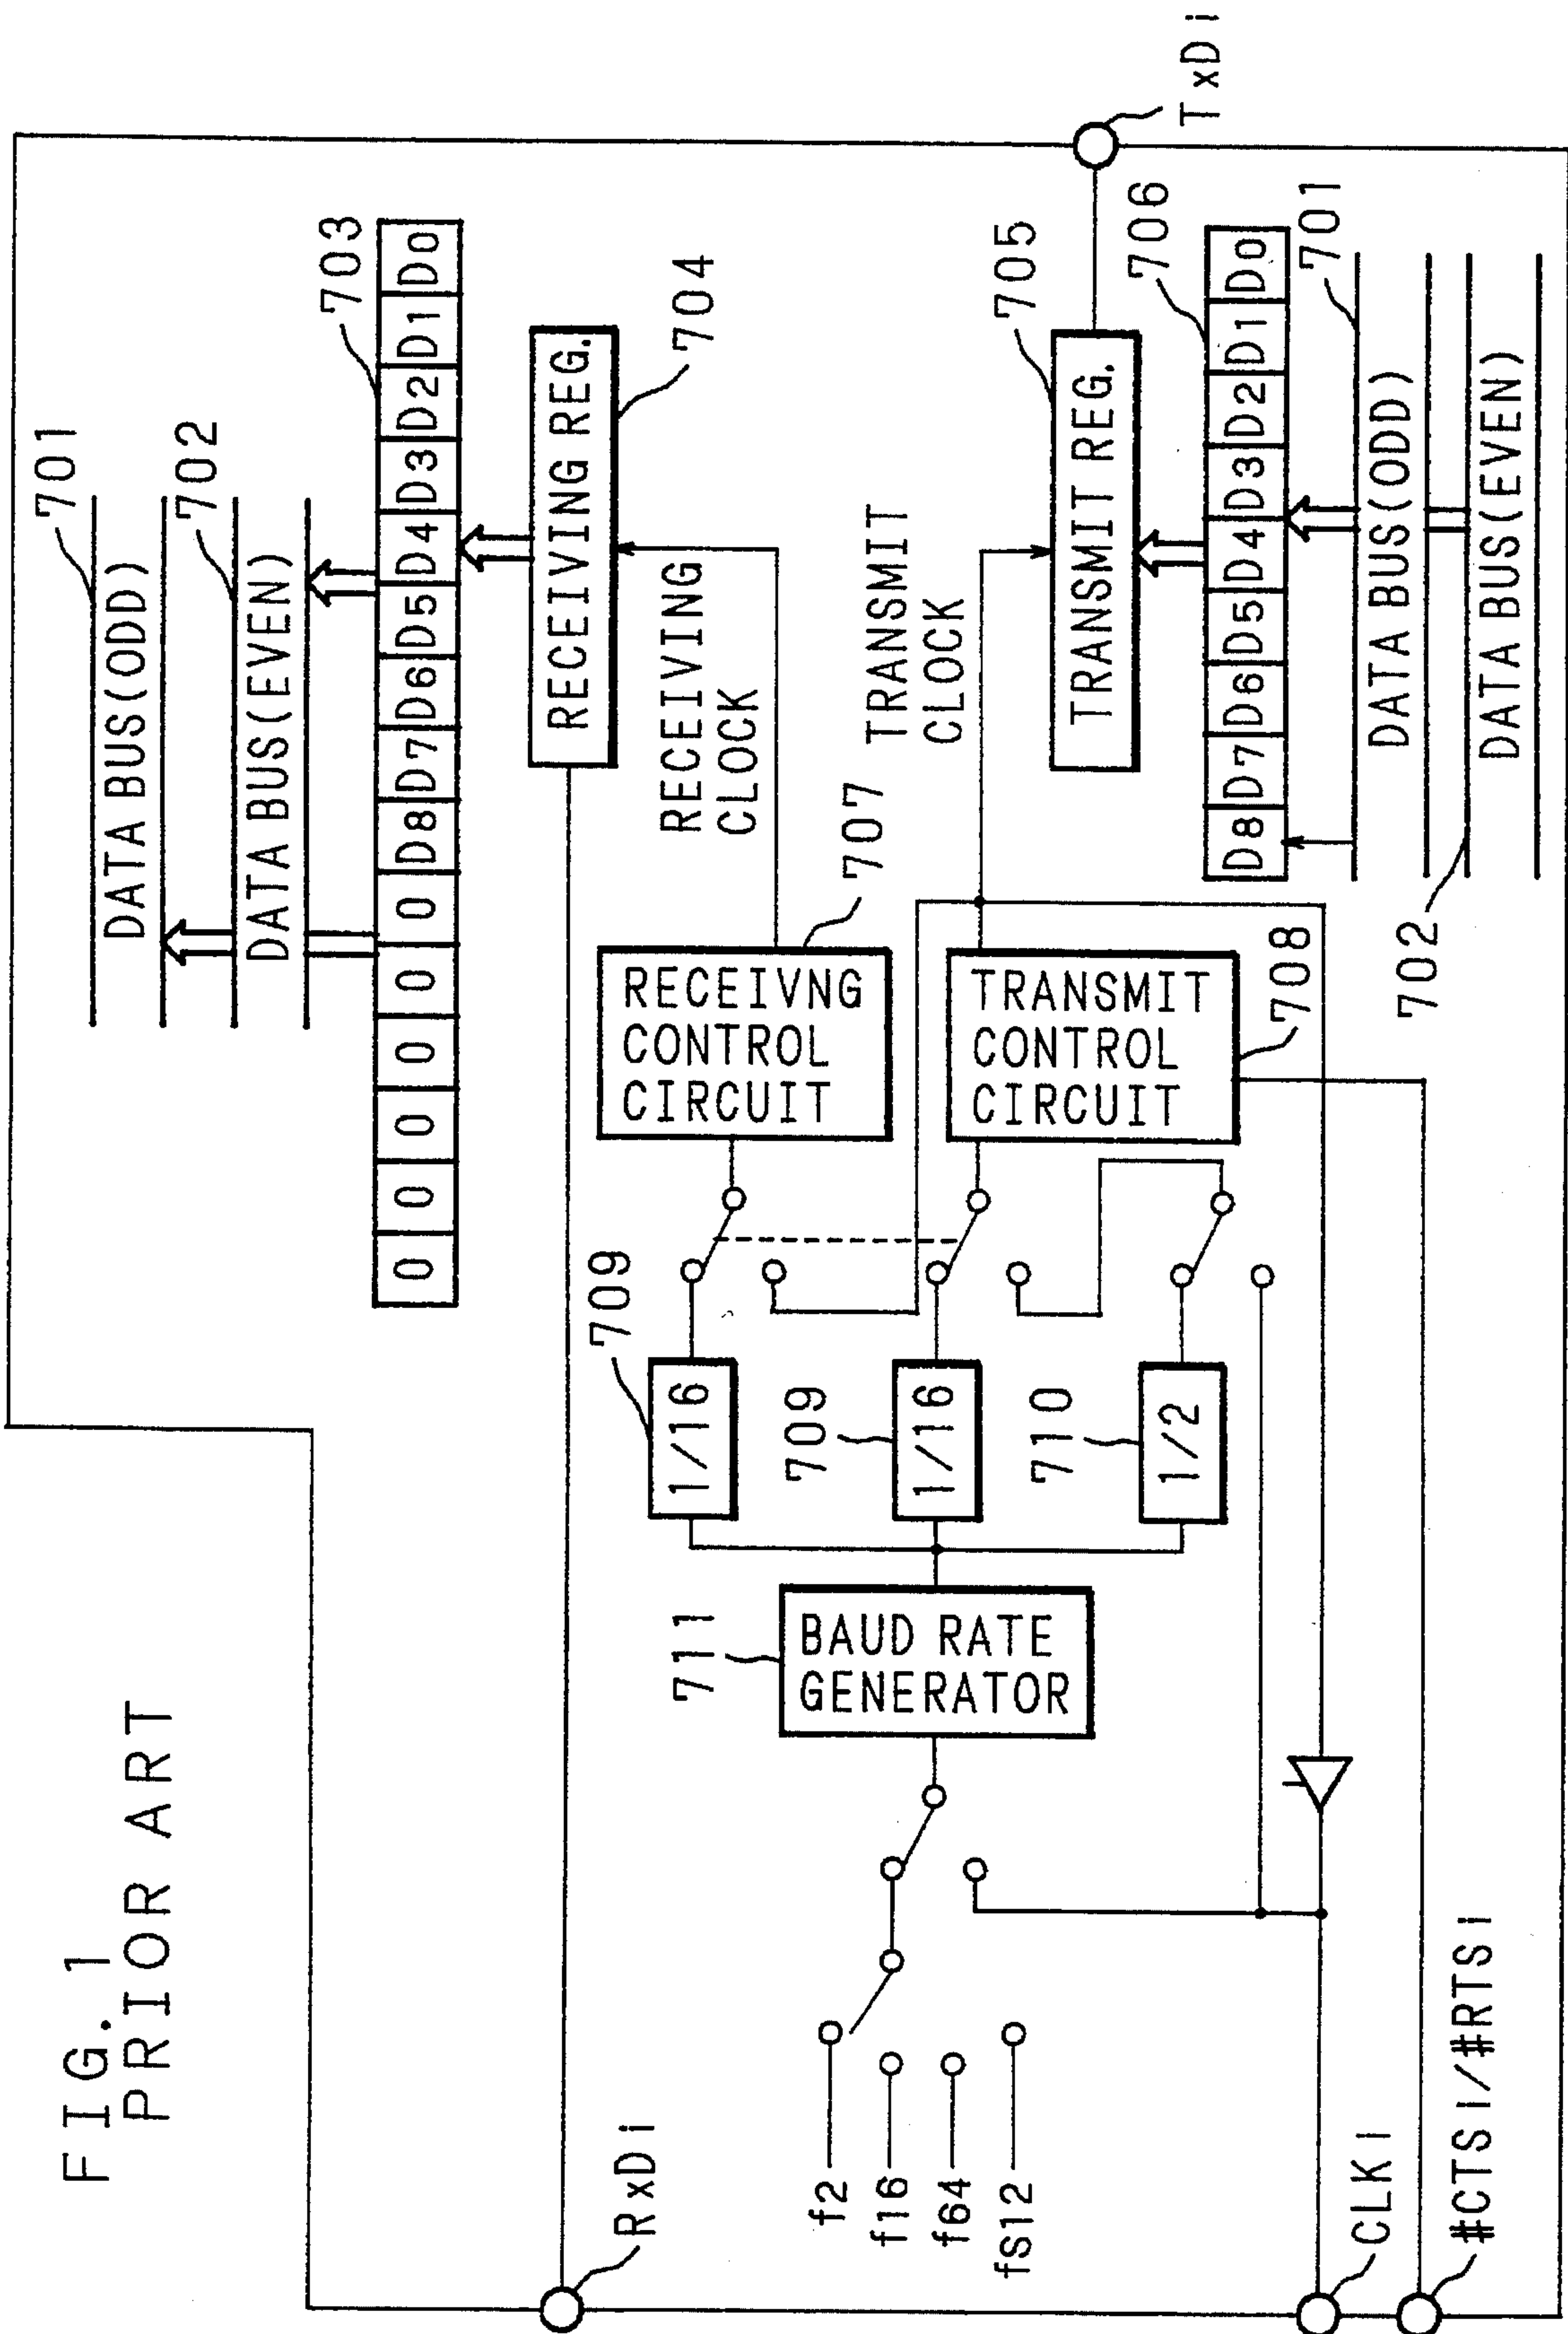 FIG. 1
PRIOR ART
701
DATA BUS(ODD)
702
DATA BUS(EVEN)
703
0 0 0 0 0 0 D8 D7 D6 D5 D4 D3 D2 D1 D0
RxDi
RECEIVING REG.
704
709
1/16
RECEIVNG
CONTROL
CIRCUIT
707
RECEIVING
CLOCK
711
BAUD RATE
GENERATOR
709
1/16
TRANSMIT
CONTROL
CIRCUIT
708
TRANSMIT
CLOCK
f2
f16
f64
fs12
710
1/2
705
TRANSMIT REG.
TxDi
706
D8 D7 D6 D5 D4 D3 D2 D1 D0
701
DATA BUS(ODD)
702
DATA BUS(EVEN)
CLKi
#CTSi/#RTSi